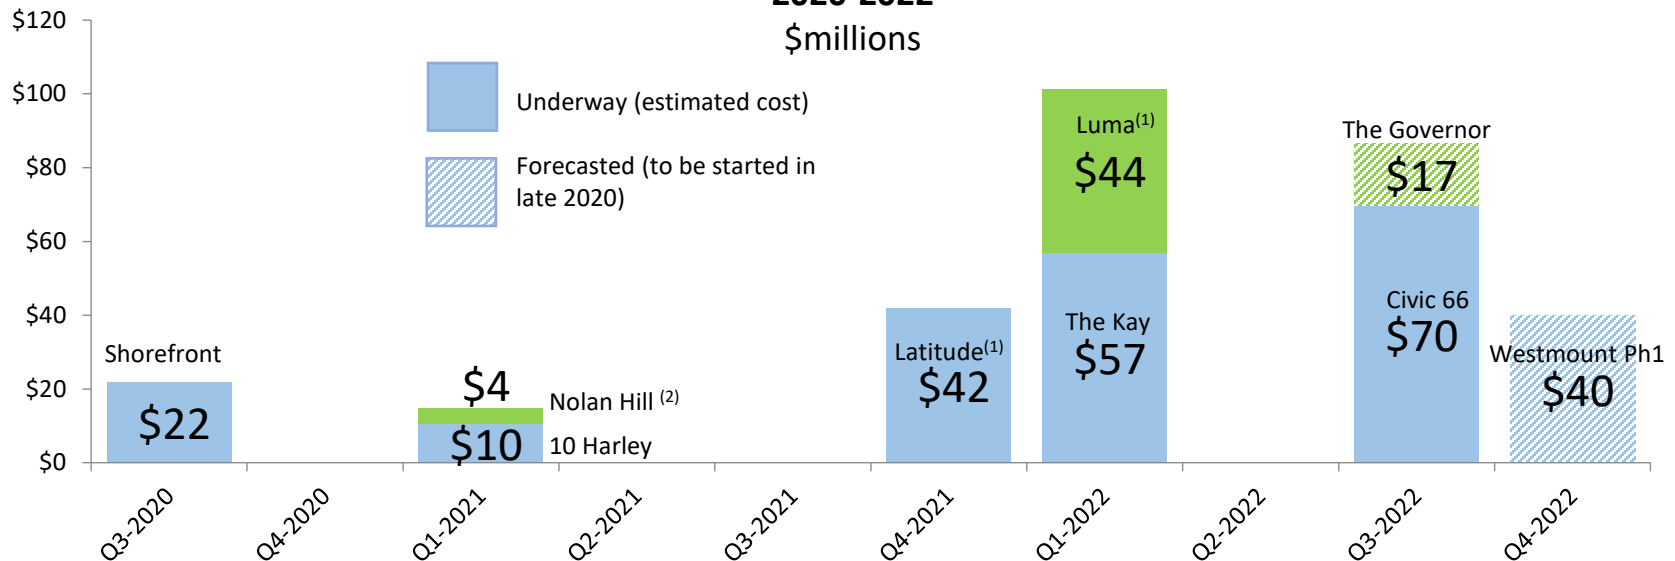 $millions
$120
$100
$80
$60
$40
$20
$0
Underway (estimated cost)
Forecasted (to be started in
late 2020)
Shorefront
$22
$4
Nolan Hill (2)
$10
10 Harley
Latitude(1)
$42
Luma(1)
$44
The Kay
$57
The Governor
$17
Civic 66
$70
Westmount Ph1
$40
Q3-2020
Q4-2020
Q1-2021
Q2-2021
Q3-2021
Q4-2021
Q1-2022
Q2-2022
Q3-2022
Q4-2022